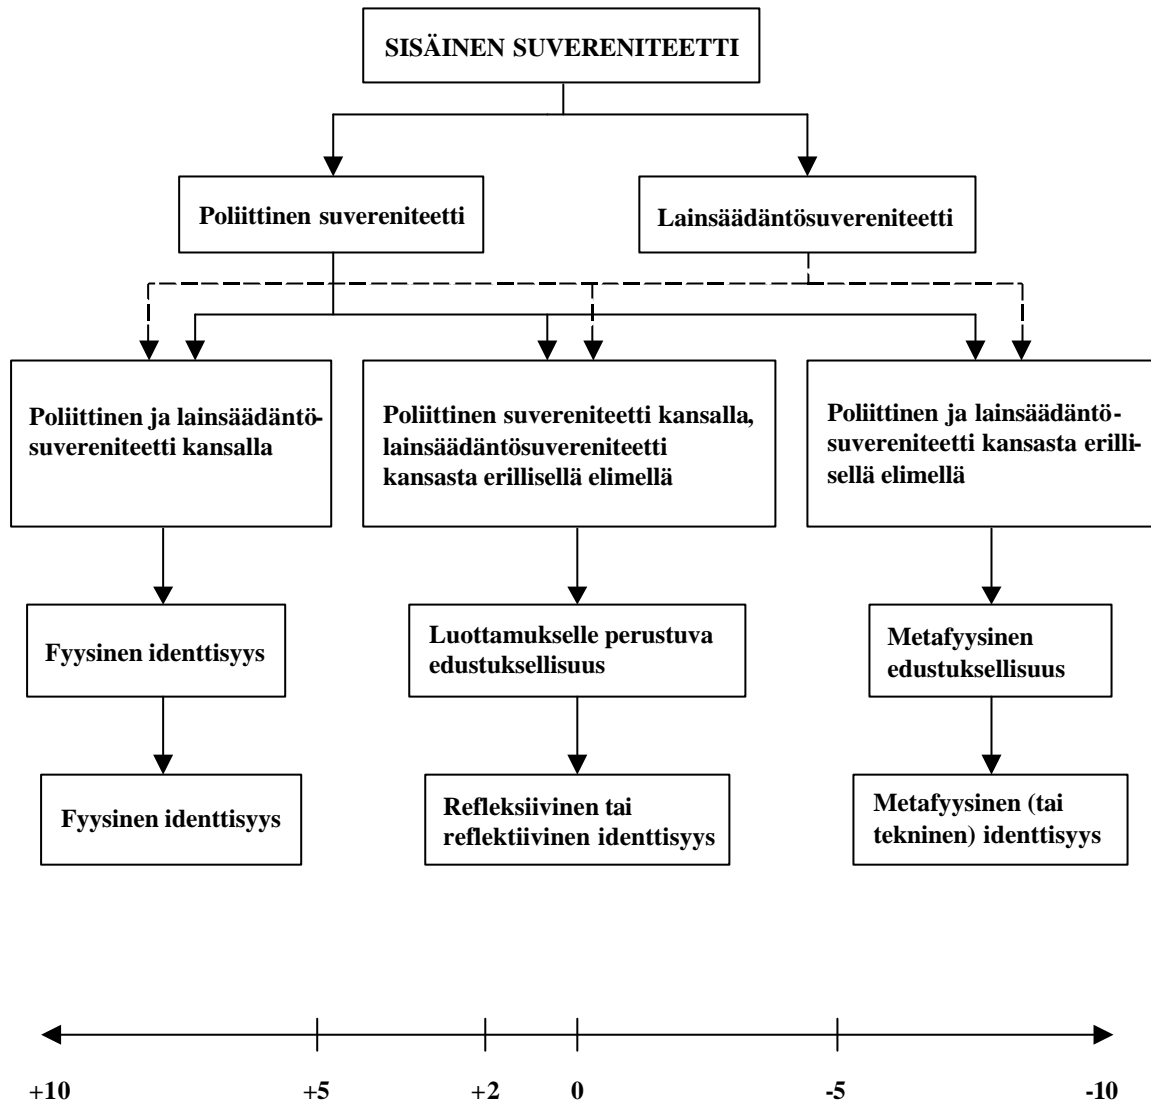 SISÄINEN SUVERENITEETTI
Poliittinen suvereniteetti
Lainsäädäntösuvereniteetti
Poliittinen ja lainsäädäntö-
suvereniteetti kansalla
Poliittinen suvereniteetti kansalla,
lainsäädäntösuvereniteetti
kansasta erillisellä elimellä
Poliittinen ja lainsäädäntö-
suvereniteetti kansasta erilli-
sellä elimellä
Fyysinen identtisyys
Luottamukselle perustuva
edustuksellisuus
Metafyysinen
edustuksellisuus
Fyysinen identtisyys
Refleksiivinen tai
reflektiivinen identtisyys
Metafyysinen (tai
tekninen) identtisyys
+10 +5 +2 0 -5 -10